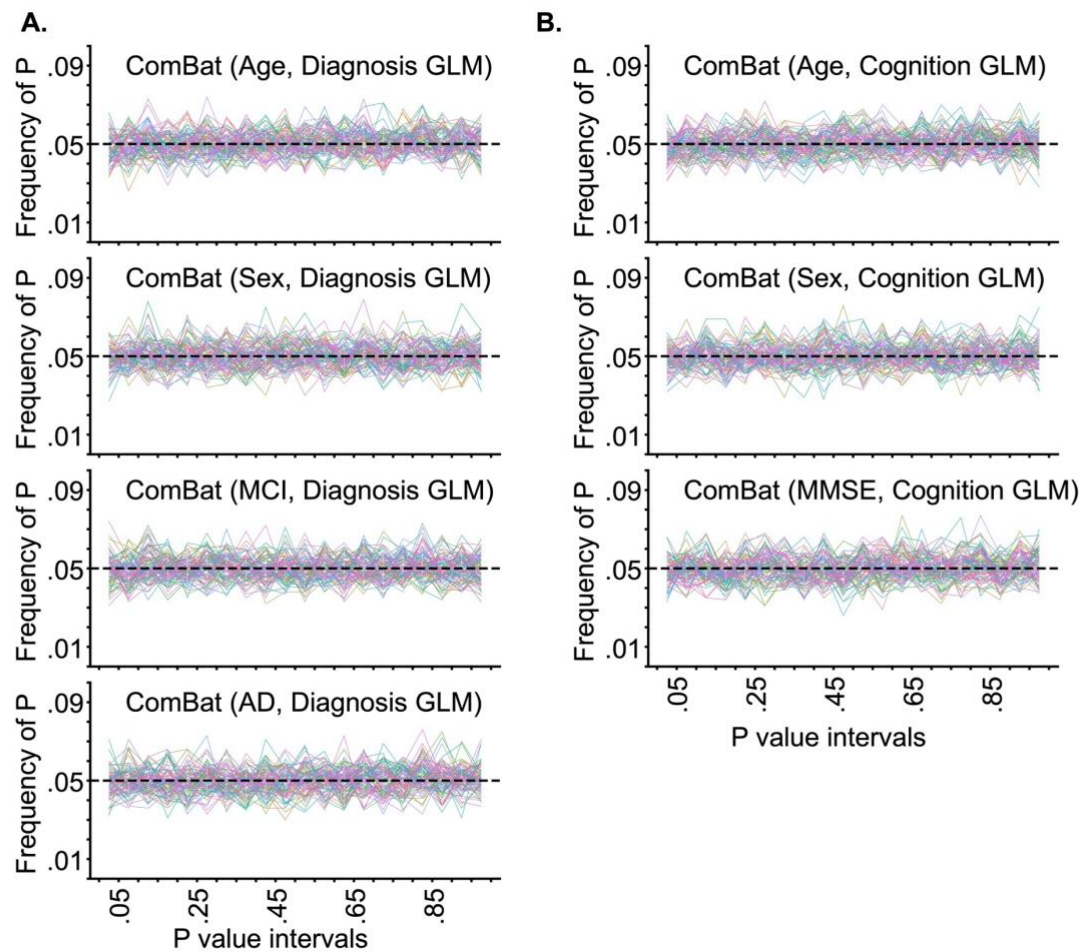 A.
ComBat (Age, Diagnosis GLM)
Frequency of P
.09
.05
.01
ComBat (Sex, Diagnosis GLM)
Frequency of P
.09
.05
.01
ComBat (MCI, Diagnosis GLM)
Frequency of P
.09
.05
.01
ComBat (AD, Diagnosis GLM)
Frequency of P
.09
.05
.01
.05 .25 .45 .65 .85
P value intervals
B.
ComBat (Age, Cognition GLM)
Frequency of P
.09
.05
.01
ComBat (Sex, Cognition GLM)
Frequency of P
.09
.05
.01
ComBat (MMSE, Cognition GLM)
Frequency of P
.09
.05
.01
.05 .25 .45 .65 .85
P value intervals